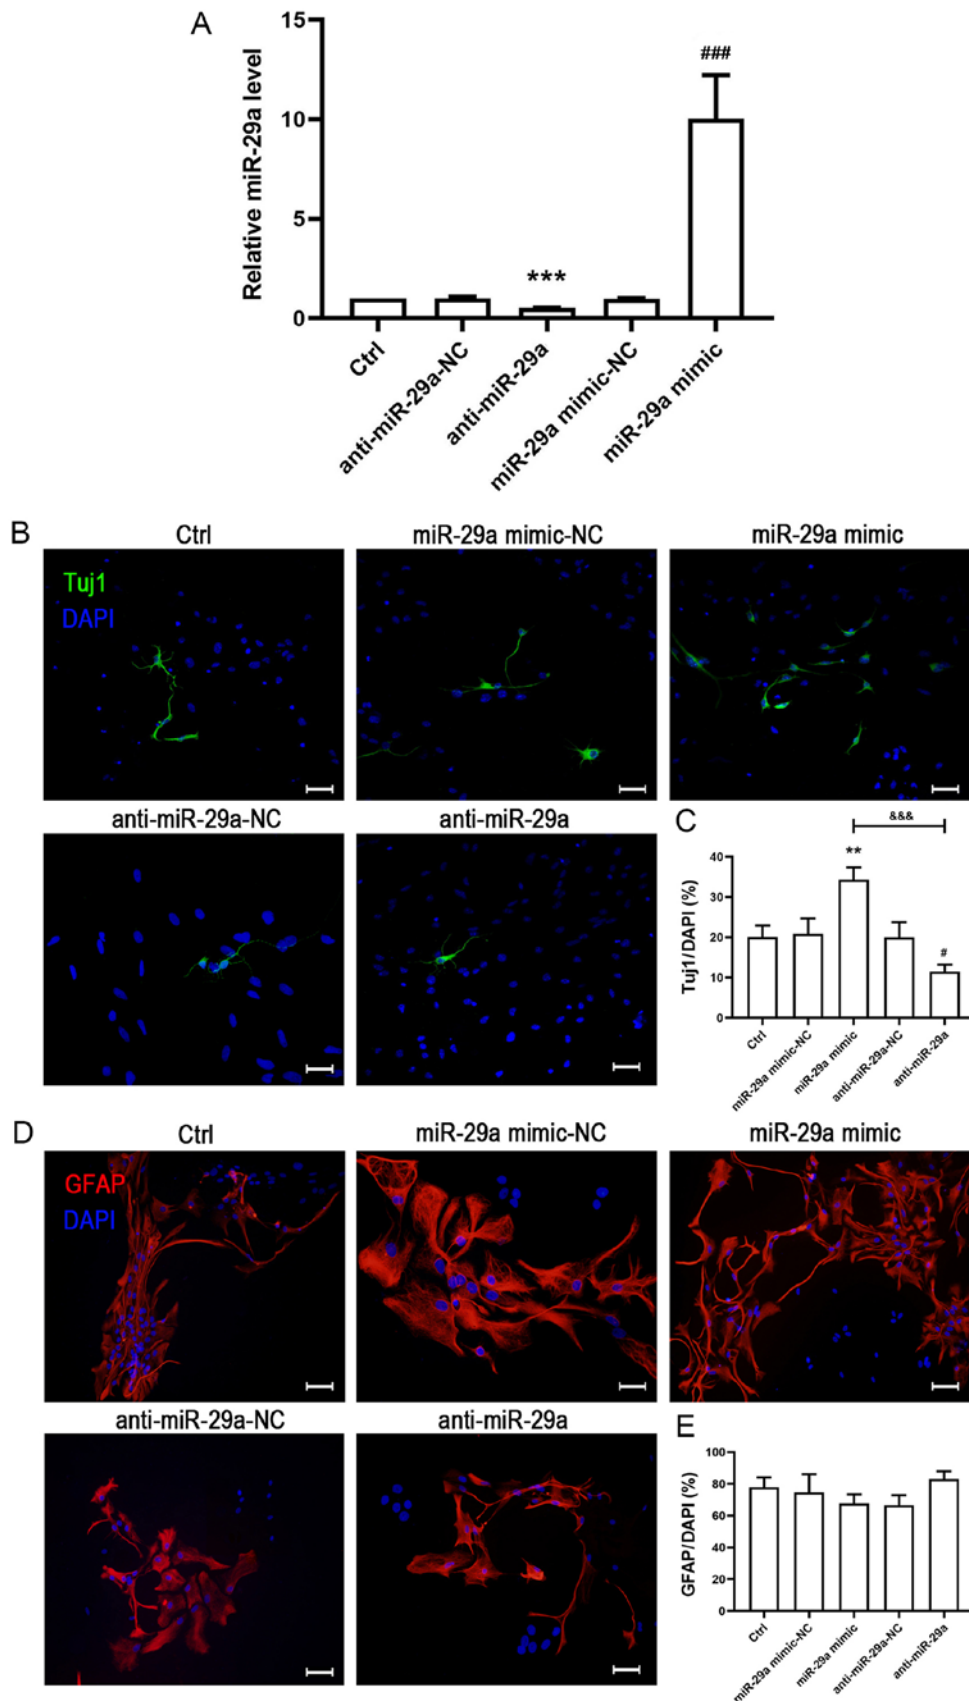 A
Relative miR-29a level
15
10
5
0
***
###
Ctrl
anti-miR-29a-NC
anti-miR-29a
miR-29a mimic-NC
miR-29a mimic
B
Ctrl
miR-29a mimic-NC
miR-29a mimic
Tuj1
DAPI
anti-miR-29a-NC
anti-miR-29a
C
&&&
**
#
Tuj1/DAPI (%)
40
30
20
10
0
Ctrl
miR-29a mimic-NC
miR-29a mimic
anti-miR-29a-NC
anti-miR-29a
D
Ctrl
miR-29a mimic-NC
miR-29a mimic
GFAP
DAPI
anti-miR-29a-NC
anti-miR-29a
E
GFAP/DAPI (%)
100
80
60
40
20
0
Ctrl
miR-29a mimic-NC
miR-29a mimic
anti-miR-29a-NC
anti-miR-29a